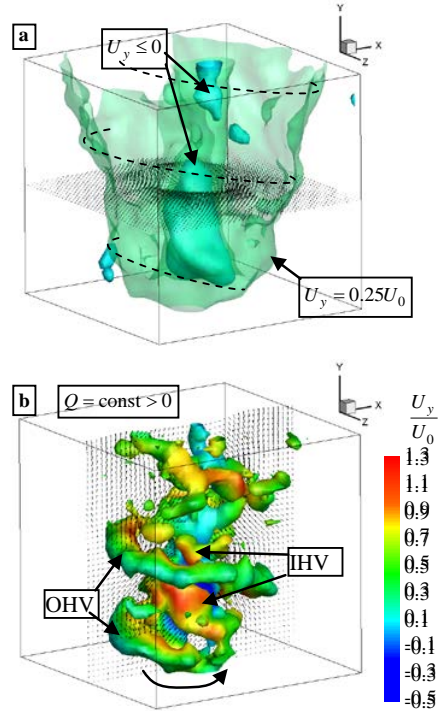 a
U_y ≤ 0
Y
X
Z
U_y = 0.25U_0
b
Q = const > 0
Y
X
Z
U_y
U_0
1.3
1.1
0.9
0.7
0.5
0.3
0.1
-0.1
-0.3
-0.5
IHV
OHV